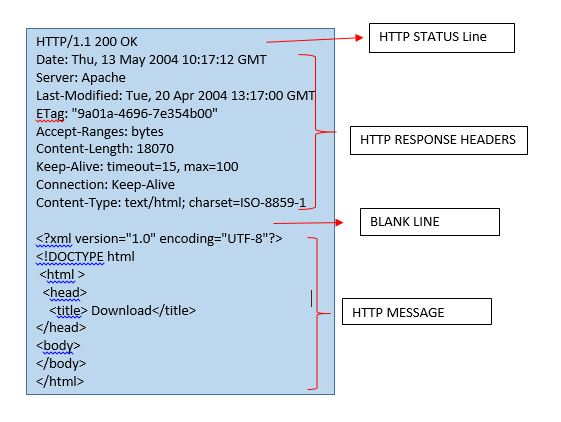 HTTP/1.1 200 OK
HTTP STATUS Line
Date: Thu, 13 May 2004 10:17:12 GMT
Server: Apache
Last-Modified: Tue, 20 Apr 2004 13:17:00 GMT
ETag: "9a01a-4696-7e354b00"
Accept-Ranges: bytes
Content-Length: 18070
Keep-Alive: timeout=15, max=100
Connection: Keep-Alive
Content-Type: text/html; charset=ISO-8859-1
HTTP RESPONSE HEADERS
BLANK LINE
<?xml version="1.0" encoding="UTF-8"?>
<!DOCTYPE html
<html >
<head>
<title> Download</title>
</head>
<body>
</body>
</html>
HTTP MESSAGE